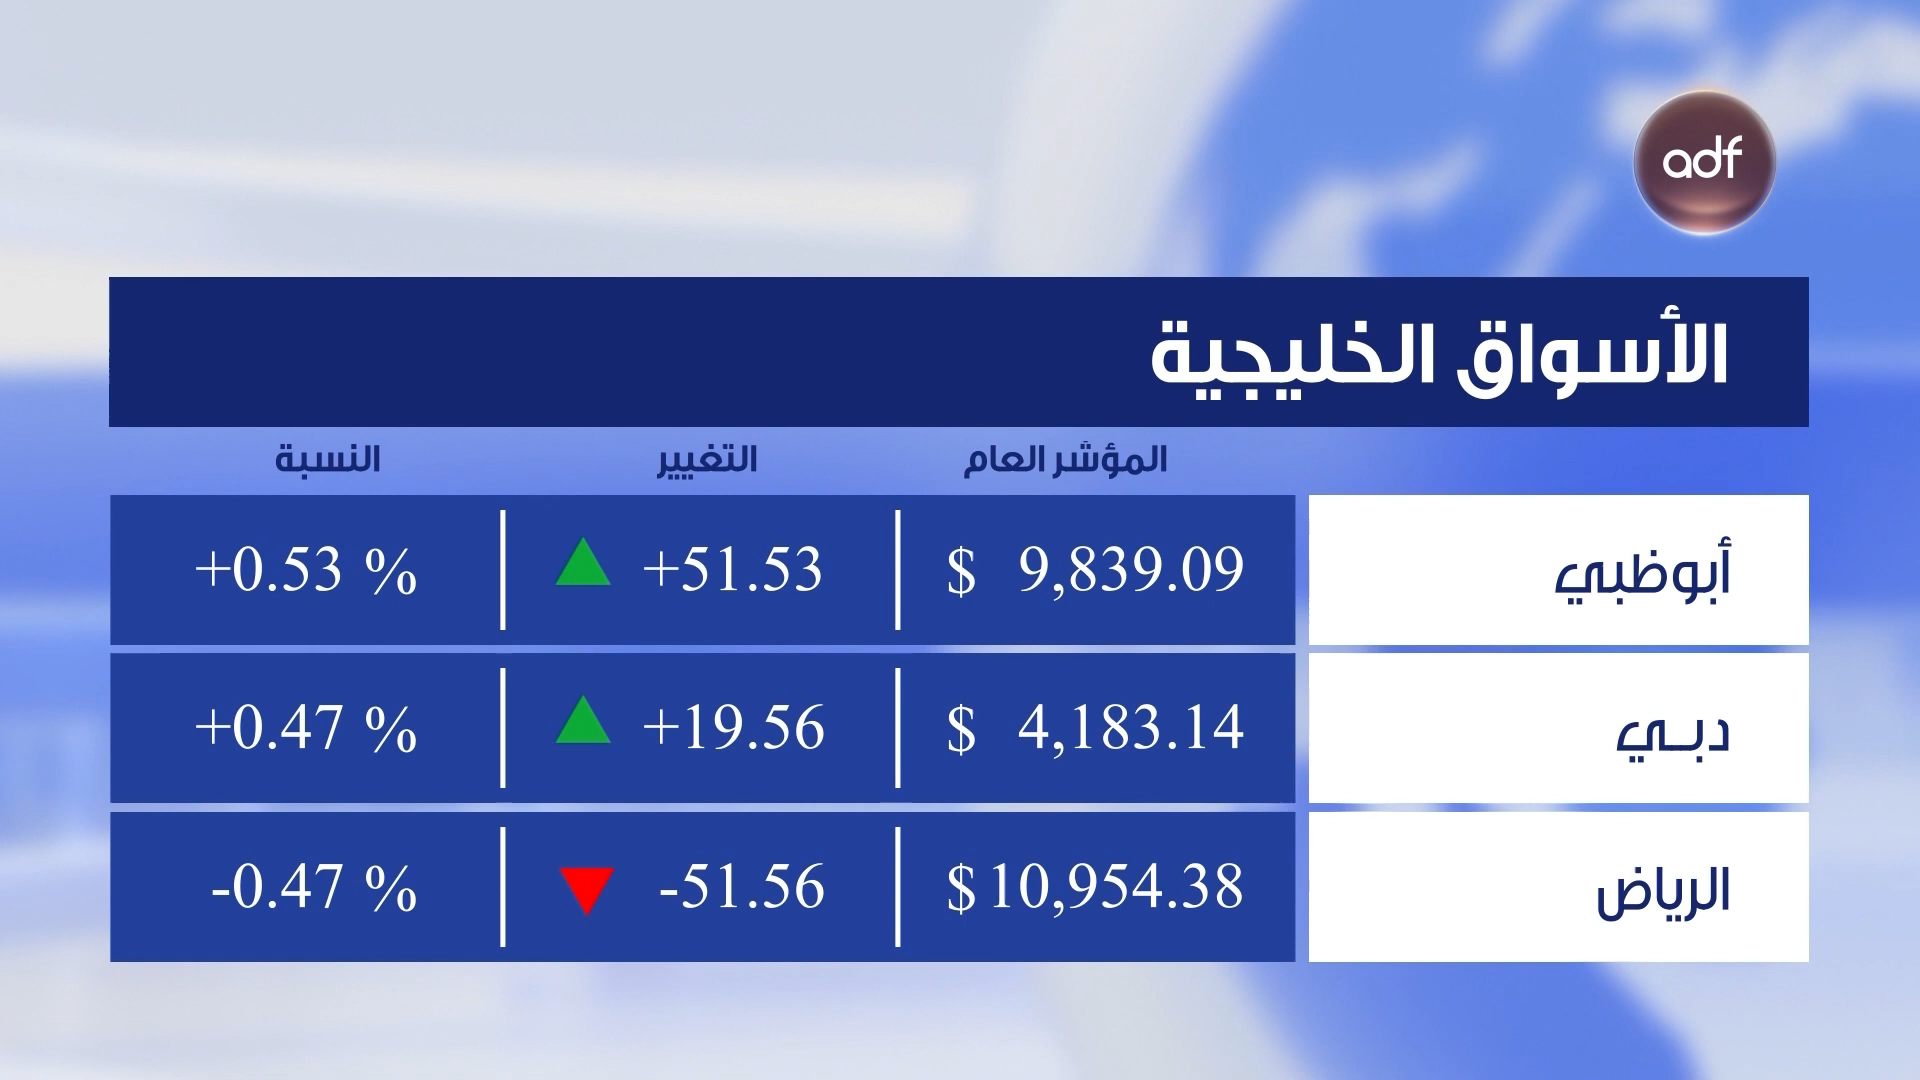 adf
الأسواق الخليجية
المؤشر العام التغيير النسبة
أبوظبي $ 9,839.09 +51.53 +0.53 %
دبي $ 4,183.14 +19.56 +0.47 %
الرياض $ 10,954.38 -51.56 -0.47 %